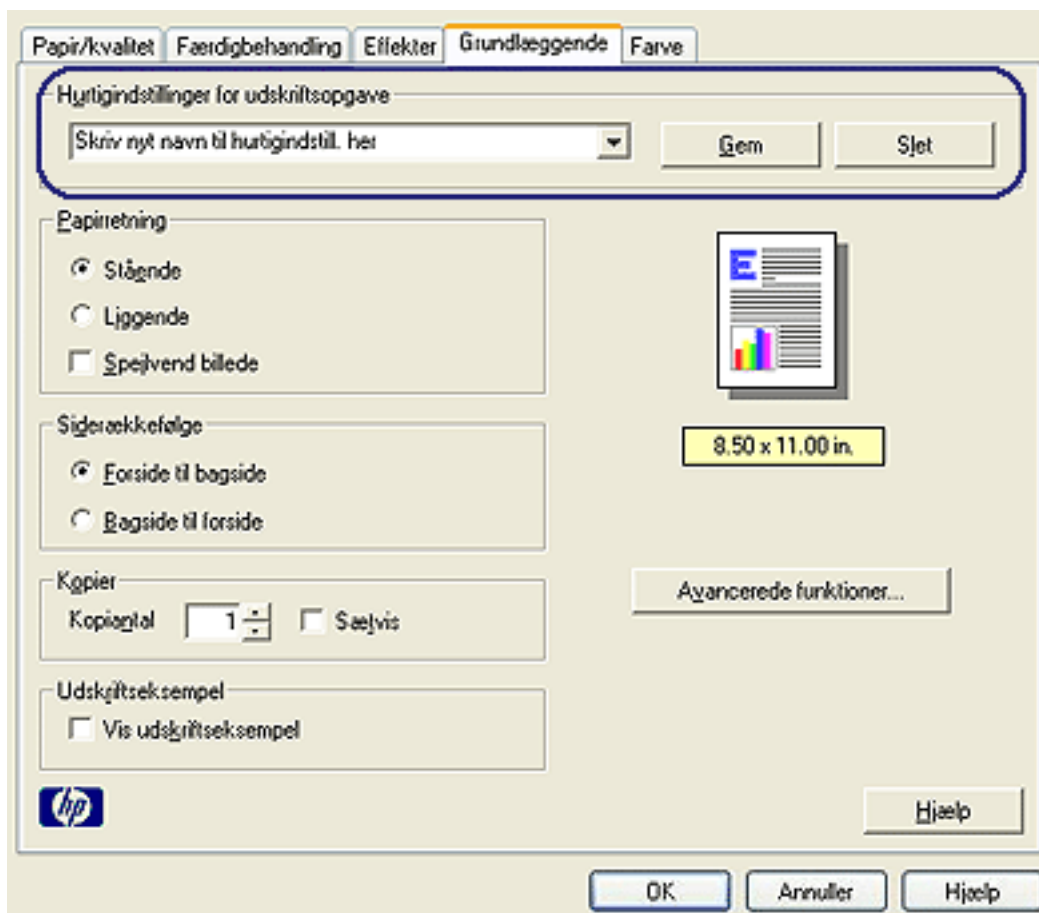 Papir/kvalitet Færdigbehandling Effekter Grundlæggende Farve
Hurtigindstillinger for udskriftsopgave
Skriv nyt navn til hurtigindstill. her Gem Slet
Papirretning
Stående
Liggende
Spejlvend billede
E
8.50 x 11.00 in.
Siderækkefølge
Forside til bagside
Bagside til forside
Kopier
Kopiantal 1 Sætvis
Avancerede funktioner...
Udskriftseksempel
Vis udskriftseksempel
hp
Hjælp
OK Annuller Hjælp